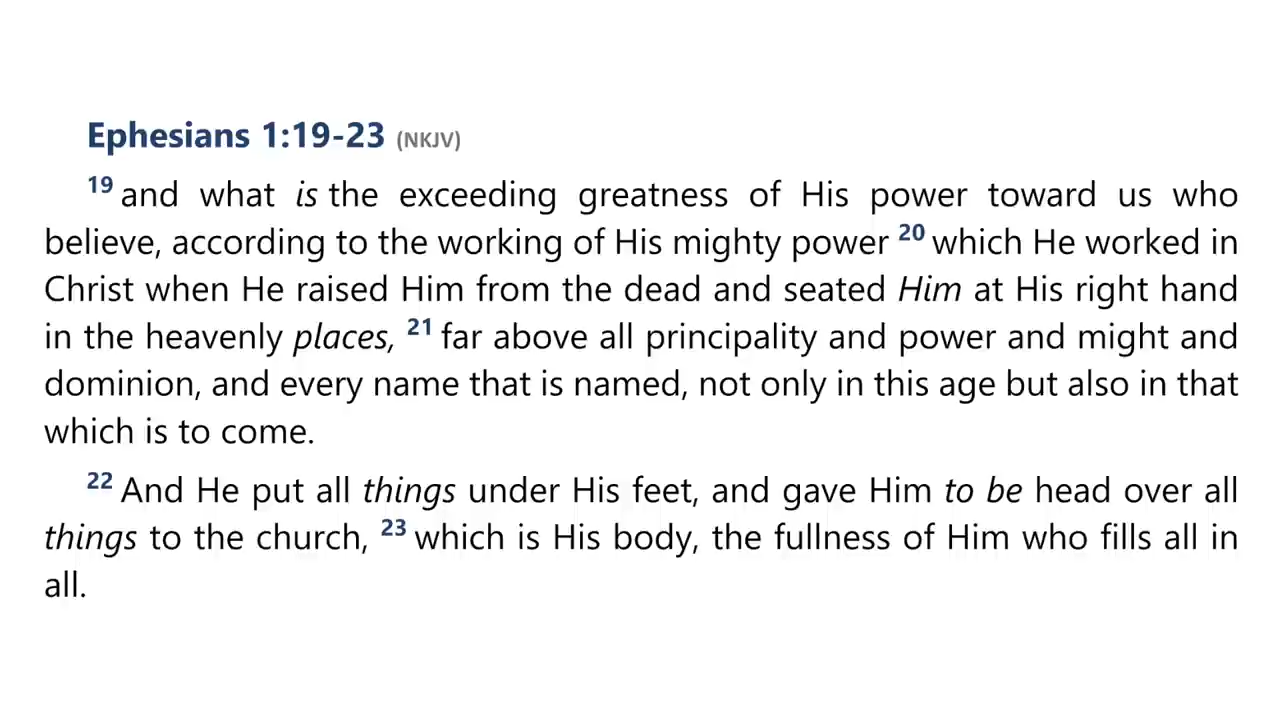 Ephesians 1:19-23 (NKJV)
19 and what is the exceeding greatness of His power toward us who
believe, according to the working of His mighty power 20 which He worked in
Christ when He raised Him from the dead and seated Him at His right hand
in the heavenly places, 21 far above all principality and power and might and
dominion, and every name that is named, not only in this age but also in that
which is to come.
22 And He put all things under His feet, and gave Him to be head over all
things to the church, 23 which is His body, the fullness of Him who fills all in
all.